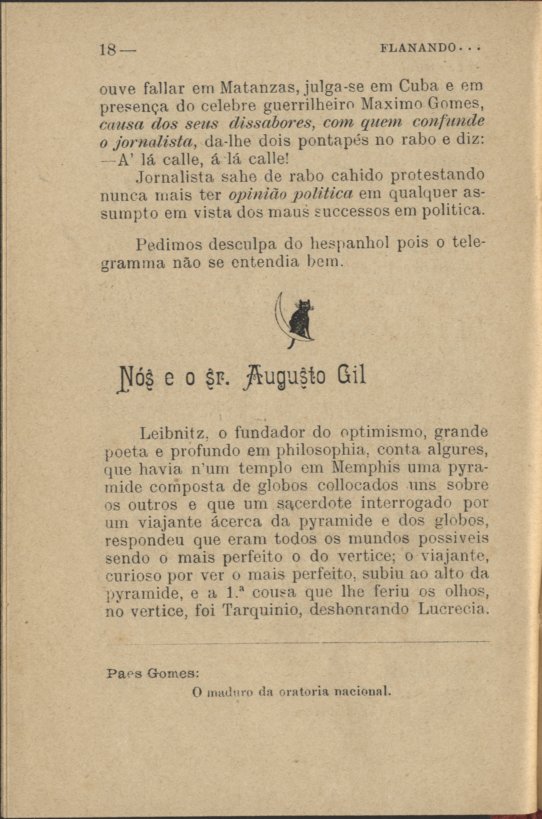 18— FLANANDO...
ouve fallar em Matanzas, julga-se em Cuba e em
presença do celebre guerrilheiro Maximo Gomes,
causa dos seus dissabores, com quem confunde
o jornalista, da-lhe dois pontapés no rabo e diz:
—A' lá calle, á lá calle!
Jornalista sahe de rabo cahido protestando
nunca mais ter opinião politica em qualquer as-
sumpto em vista dos maus successos em politica.
Pedimos desculpa do hespanhol pois o tele-
gramma não se entendia bem.
Nós e o sr. Augusto Gil
Leibnitz, o fundador do optimismo, grande
poeta e profundo em philosophia, conta algures,
que havia n'um templo em Memphis uma pyra-
mide composta de globos collocados uns sobre
os outros e que um sacerdote interrogado por
um viajante ácerca da pyramide e dos globos,
respondeu que eram todos os mundos possiveis
sendo o mais perfeito o do vertice; o viajante,
curioso por ver o mais perfeito, subiu ao alto da
pyramide, e a 1.ª cousa que lhe feriu os olhos,
no vertice, foi Tarquinio, deshonrando Lucrecia.
Paes Gomes:
O maduro da oratoria nacional.